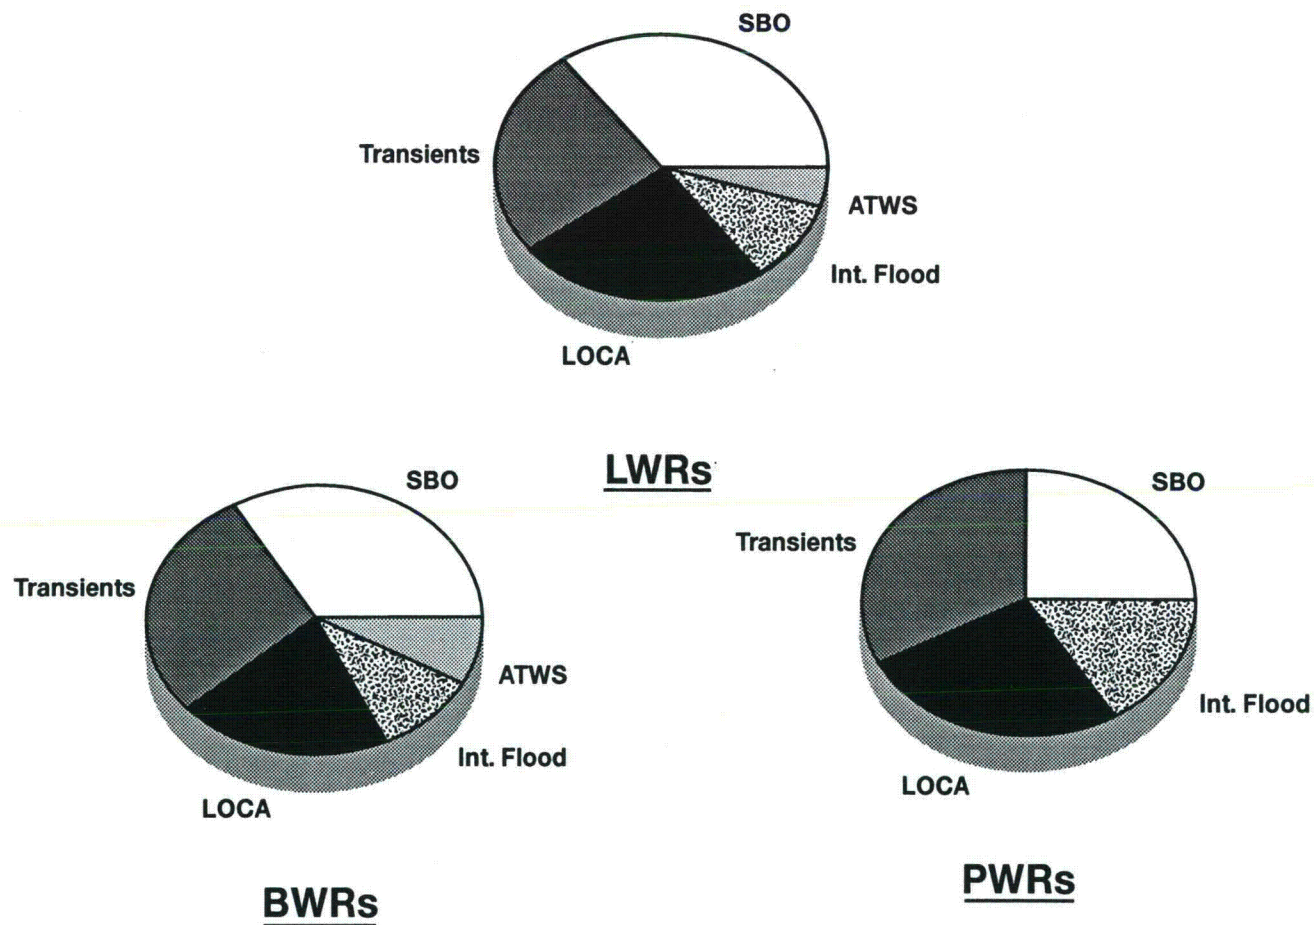 SBO
Transients
ATWS
Int. Flood
LOCA
LWRs
SBO
Transients
ATWS
Int. Flood
LOCA
BWRs
SBO
Transients
Int. Flood
LOCA
PWRs